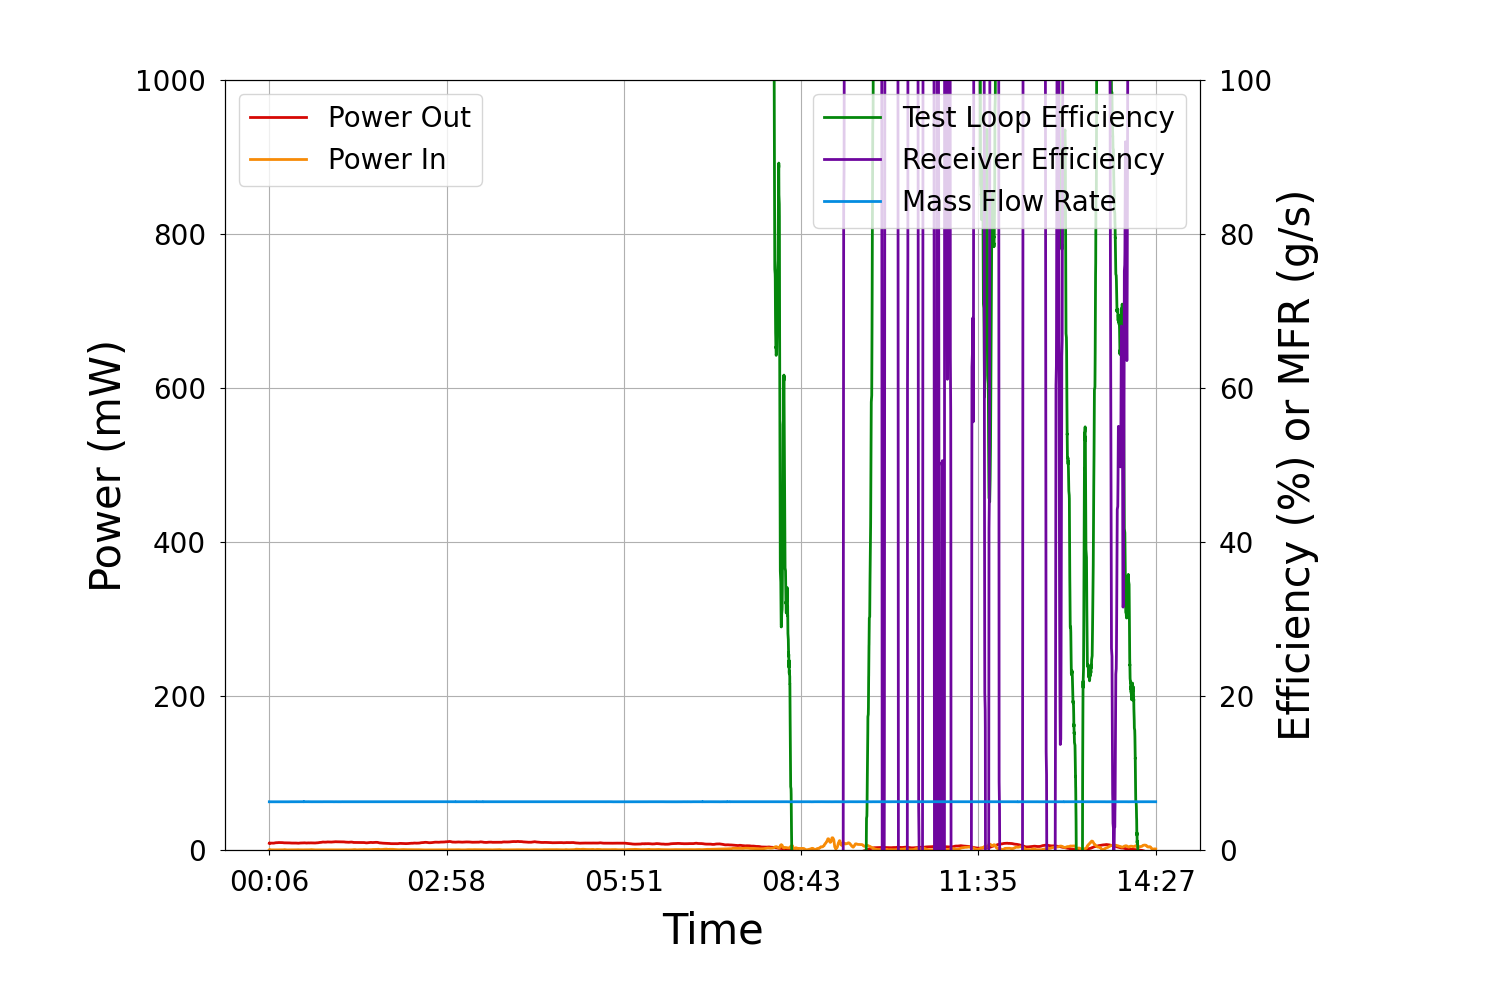 1000
800
600
400
200
0
Power (mW)
Power Out
Power In
Test Loop Efficiency
Receiver Efficiency
Mass Flow Rate
100
80
60
40
20
0
Efficiency (%) or MFR (g/s)
00:06 02:58 05:51 08:43 11:35 14:27
Time